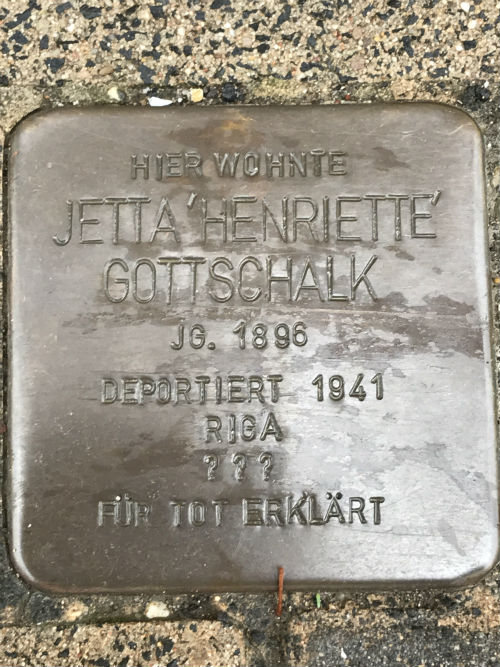 HIER WOHNTE
JETTA 'HENRIETTE'
GOTTSCHALK
JG. 1896
DEPORTIERT 1941
RIGA
???
FÜR TOT ERKLÄRT